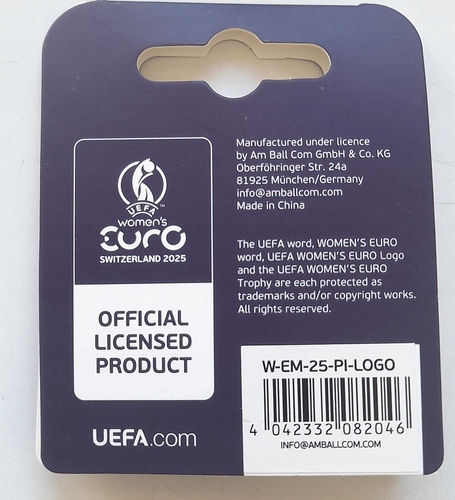 UEFA
women's
EURO
SWITZERLAND 2025
OFFICIAL
LICENSED
PRODUCT
UEFA.com
Manufactured under licence
by Am Ball Com GmbH & Co. KG
Oberföhringer Str. 24a
81925 München/Germany
info@amballcom.com
Made in China
The UEFA word, WOMEN'S EURO
word, UEFA WOMEN'S EURO Logo
and the UEFA WOMEN'S EURO
Trophy are each protected as
trademarks and/or copyright works.
All rights reserved.
W-EM-25-PI-LOGO
4 042332 082046
INFO@AMBALLCOM.COM